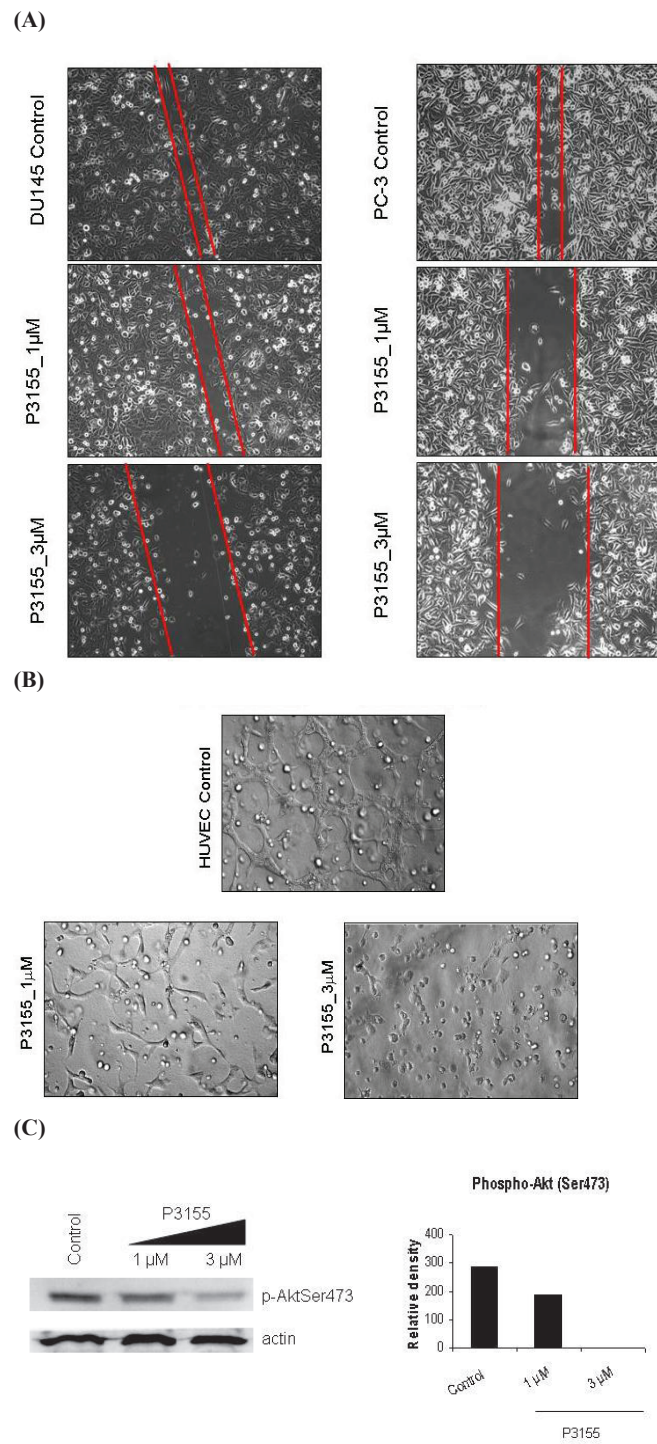 (A)
DU145 Control
PC-3 Control
P3155_1µM
P3155_1µM
P3155_3µM
P3155_3µM
(B)
HUVEC Control
P3155_1µM
P3155_3µM
(C)
Control
P3155
1 µM 3 µM
p-AktSer473
actin
Phospho-Akt (Ser473)
Relative density
400
300
200
100
0
Control
1 µM
3 µM
P3155